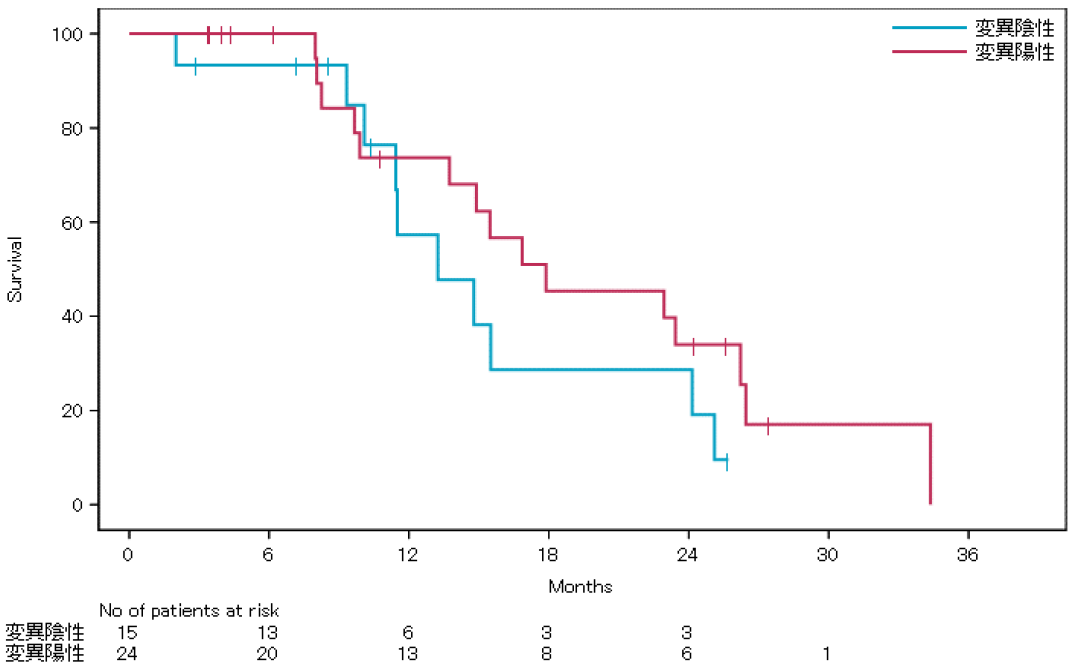 100
80
60
40
20
0
Survival
変異陰性
変異陽性
0 6 12 18 24 30 36
Months
No of patients at risk
変異陰性 15 13 6 3 3
変異陽性 24 20 13 8 6 1